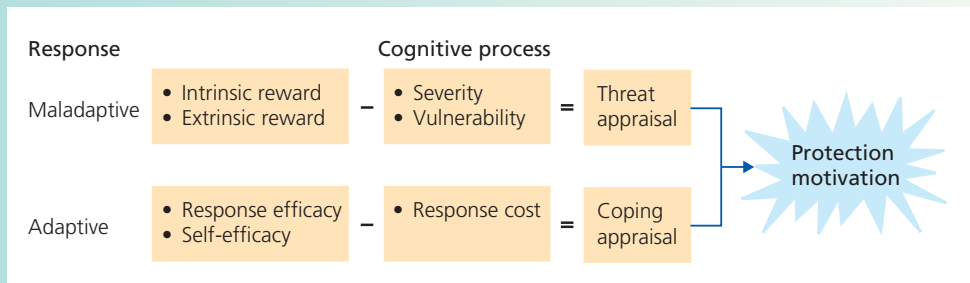 Response Cognitive process
Maladaptive
• Intrinsic reward
• Extrinsic reward
–
• Severity
• Vulnerability
=
Threat
appraisal
Protection
motivation
Adaptive
• Response efficacy
• Self-efficacy
–
• Response cost
=
Coping
appraisal